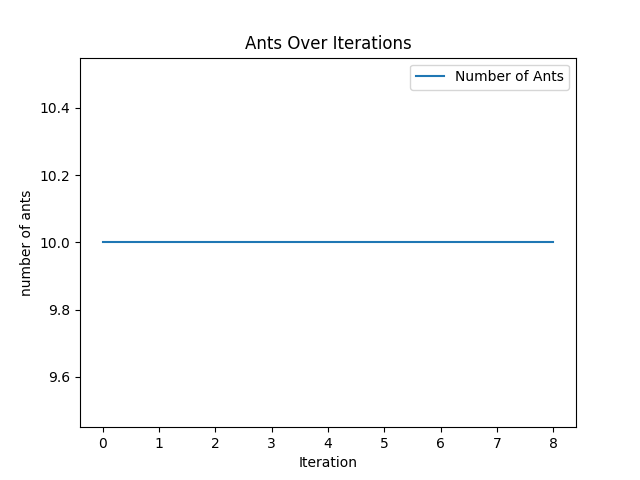 Ants Over Iterations
Number of Ants
number of ants
10.4
10.2
10.0
9.8
9.6
0 1 2 3 4 5 6 7 8
Iteration